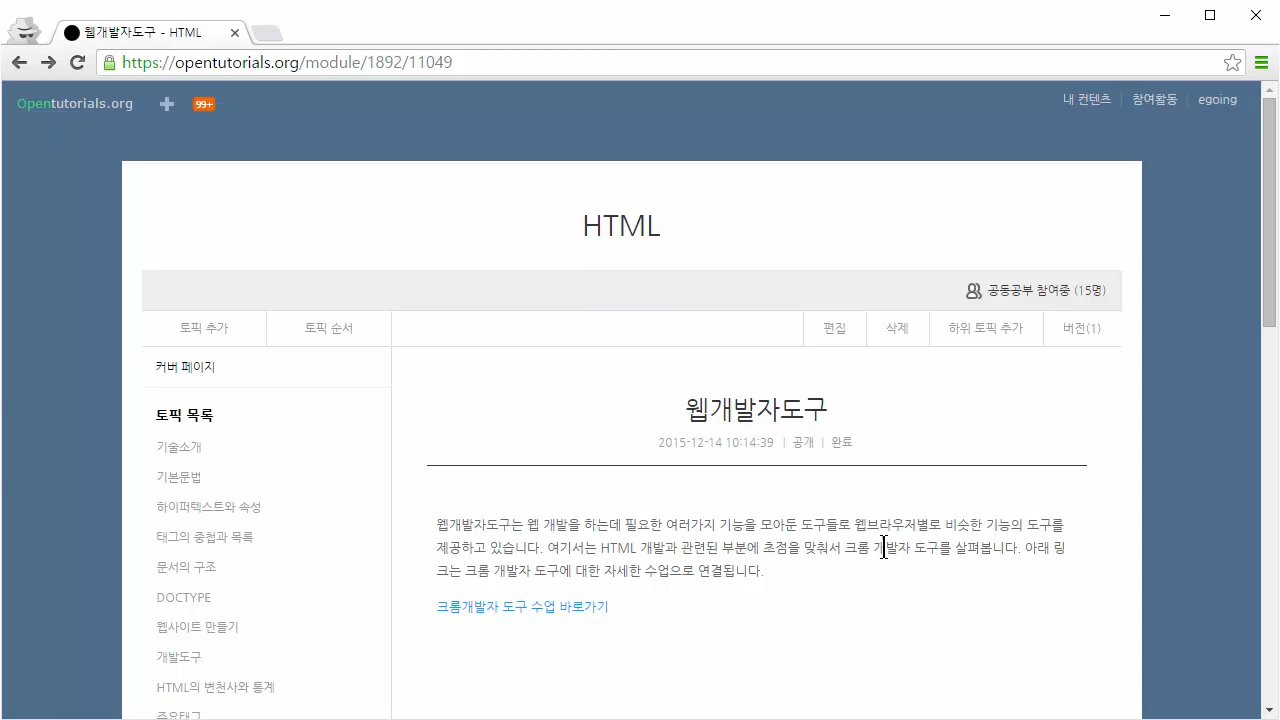 웹개발자도구 - HTML
https://opentutorials.org/module/1892/11049
Opentutorials.org
99+
내 컨텐츠
참여활동
egoing
HTML
공동공부 참여중 (15명)
토픽 추가
토픽 순서
편집
삭제
하위 토픽 추가
버전(1)
커버 페이지
토픽 목록
기술소개
기본문법
하이퍼텍스트와 속성
태그의 중첩과 목록
문서의 구조
DOCTYPE
웹사이트 만들기
개발도구
HTML의 변천사와 통계
주요태그
웹개발자도구
2015-12-14 10:14:39 | 공개 | 완료
웹개발자도구는 웹 개발을 하는데 필요한 여러가지 기능을 모아둔 도구들로 웹브라우저별로 비슷한 기능의 도구를
제공하고 있습니다. 여기서는 HTML 개발과 관련된 부분에 초점을 맞춰서 크롬 개발자 도구를 살펴봅니다. 아래 링
크는 크롬 개발자 도구에 대한 자세한 수업으로 연결됩니다.
크롬개발자 도구 수업 바로가기